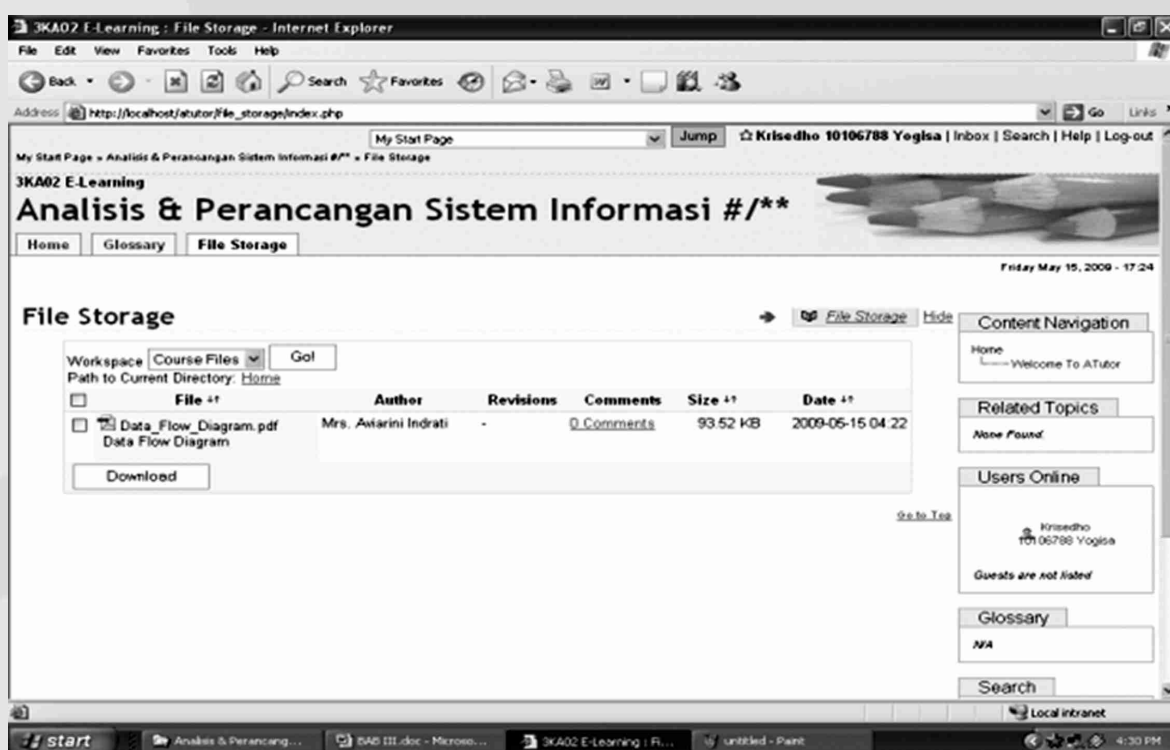 3KA02 E-Learning : File Storage - Internet Explorer
File Edit View Favorites Tools Help
Back Search Favorites
Address http://localhost/atutor/file_storage/index.php Go Links
My Start Page Jump Krisedho 10106788 Yogisa | Inbox | Search | Help | Log-out
My Start Page » Analisis & Perancangan Sistem Informasi #/** » File Storage
3KA02 E-Learning
Analisis & Perancangan Sistem Informasi #/**
Home Glossary File Storage
Friday May 15, 2009 - 17:24
File Storage
File Storage Hide
Workspace Course Files Go!
Path to Current Directory: Home
File Author Revisions Comments Size Date
Data_Flow_Diagram.pdf Mrs. Aviarini Indrati - 0 Comments 93.52 KB 2009-05-15 04:22
Data Flow Diagram
Download
Go to Top
Content Navigation
Home
Welcome To ATutor
Related Topics
None Found.
Users Online
Krisedho
10106788 Yogisa
Guests are not listed
Glossary
N/A
Search
Local intranet
start Analisis & Perancang... BAB III.doc - Microso... 3KA02 E-Learning : Fi... untitled - Paint 4:30 PM